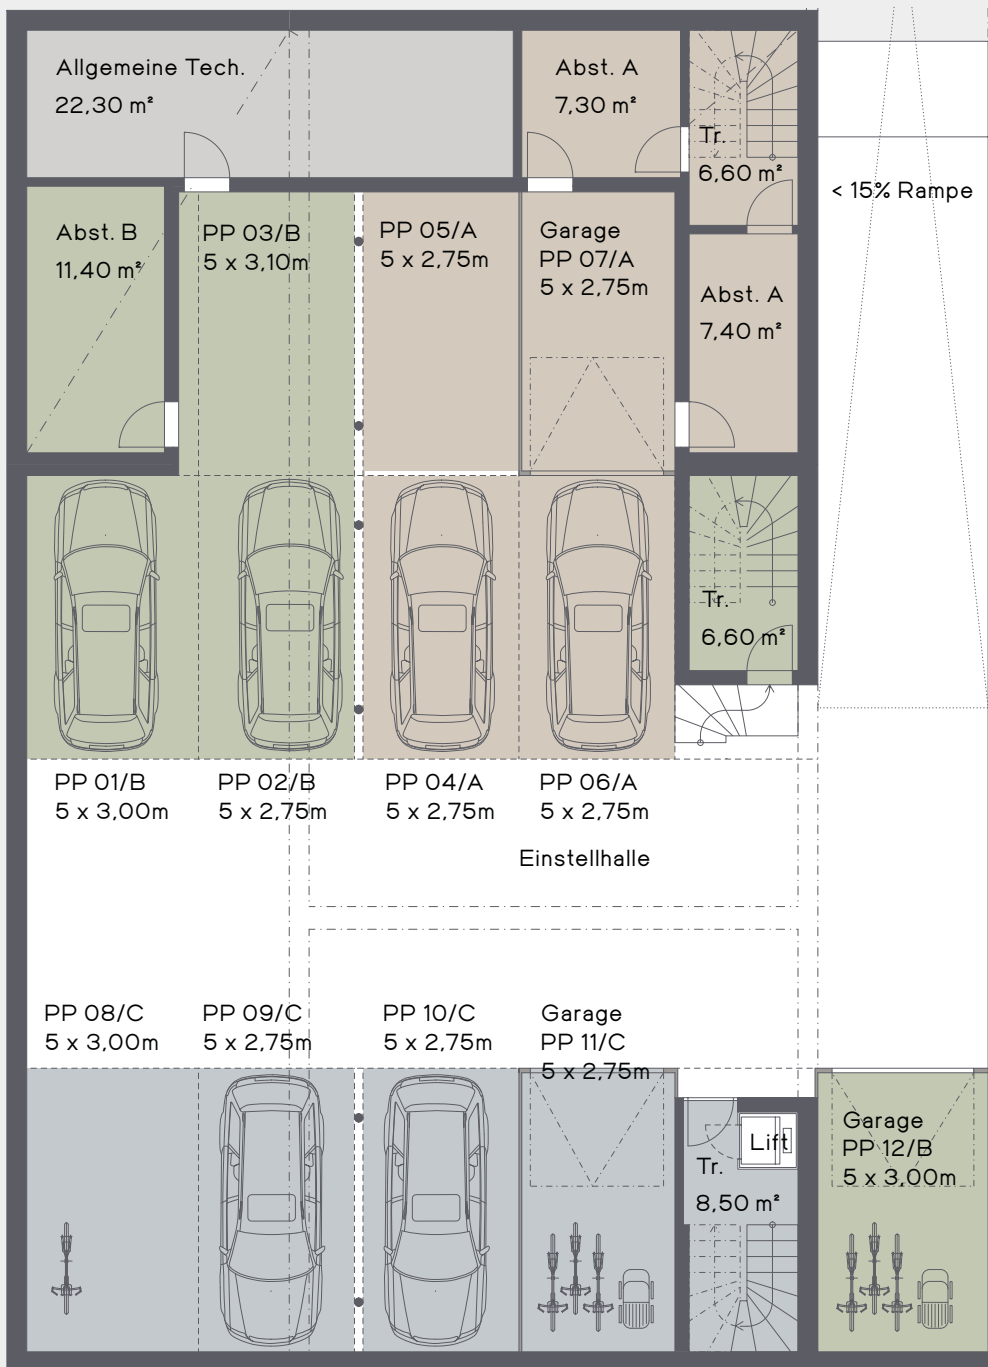 Allgemeine Tech.
22,30 m²
Abst. A
7,30 m²
Tr.
6,60 m²
< 15% Rampe
Abst. B
11,40 m²
PP 03/B
5 x 3,10m
PP 05/A
5 x 2,75m
Garage
PP 07/A
5 x 2,75m
Abst. A
7,40 m²
Tr.
6,60 m²
PP 01/B
5 x 3,00m
PP 02/B
5 x 2,75m
PP 04/A
5 x 2,75m
PP 06/A
5 x 2,75m
Einstellhalle
PP 08/C
5 x 3,00m
PP 09/C
5 x 2,75m
PP 10/C
5 x 2,75m
Garage
PP 11/C
5 x 2,75m
Lift
Tr.
8,50 m²
Garage
PP 12/B
5 x 3,00m